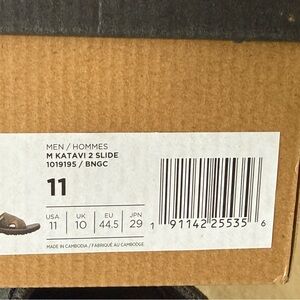 MEN / HOMMES
M KATAVI 2 SLIDE
1019195 / BNGC
11
USA UK EU JPN
11 10 44.5 29
1 91142 25535 6
MADE IN CAMBODIA / FABRIQUÉ AU CAMBODGE